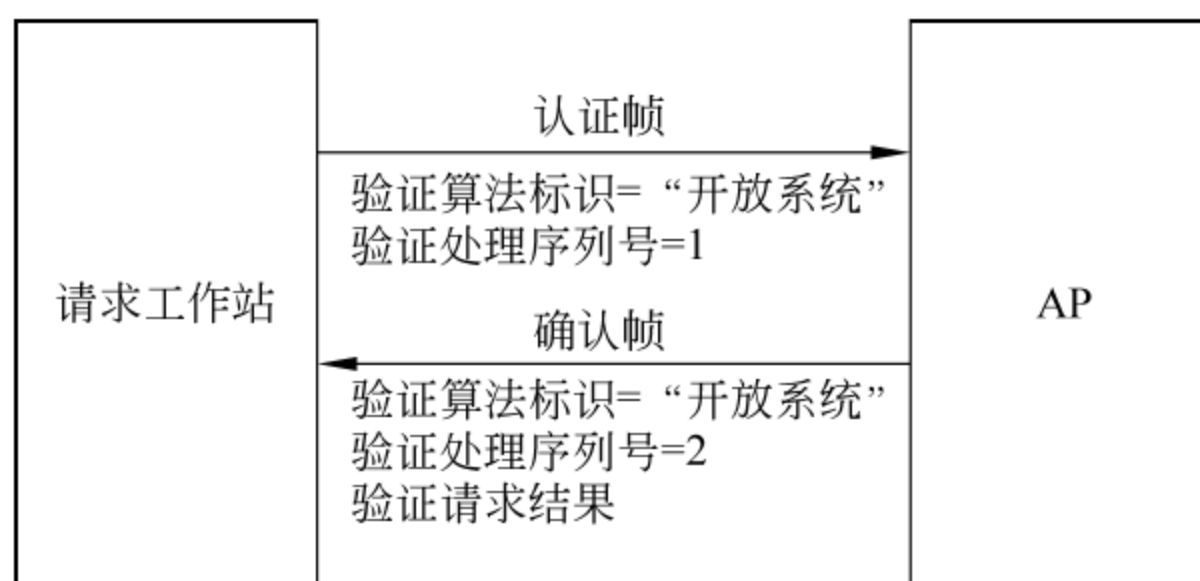 认证帧
验证算法标识=“开放系统”
验证处理序列号=1
请求工作站
AP
确认帧
验证算法标识=“开放系统”
验证处理序列号=2
验证请求结果